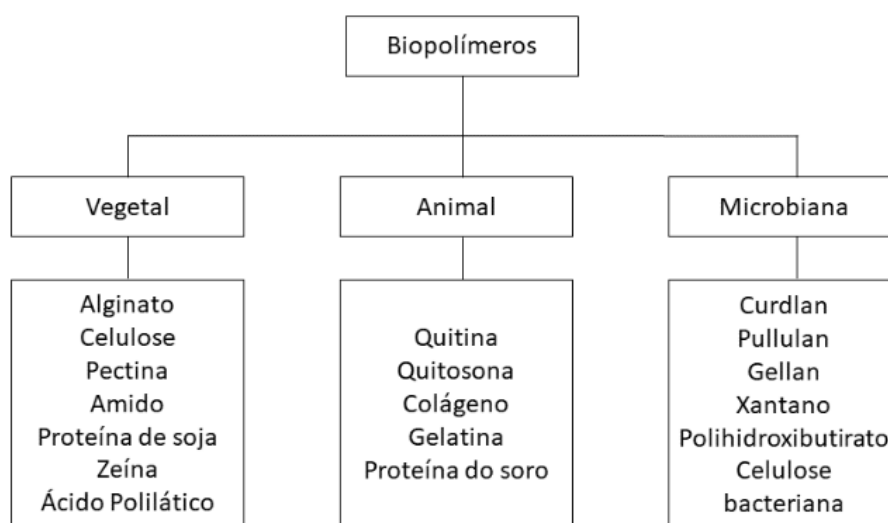 Biopolímeros
Vegetal
Animal
Microbiana
Alginato
Celulose
Pectina
Amido
Proteína de soja
Zeína
Ácido Polilático
Quitina
Quitosona
Colágeno
Gelatina
Proteína do soro
Curdlan
Pullulan
Gellan
Xantano
Polihidroxibutirato
Celulose
bacteriana